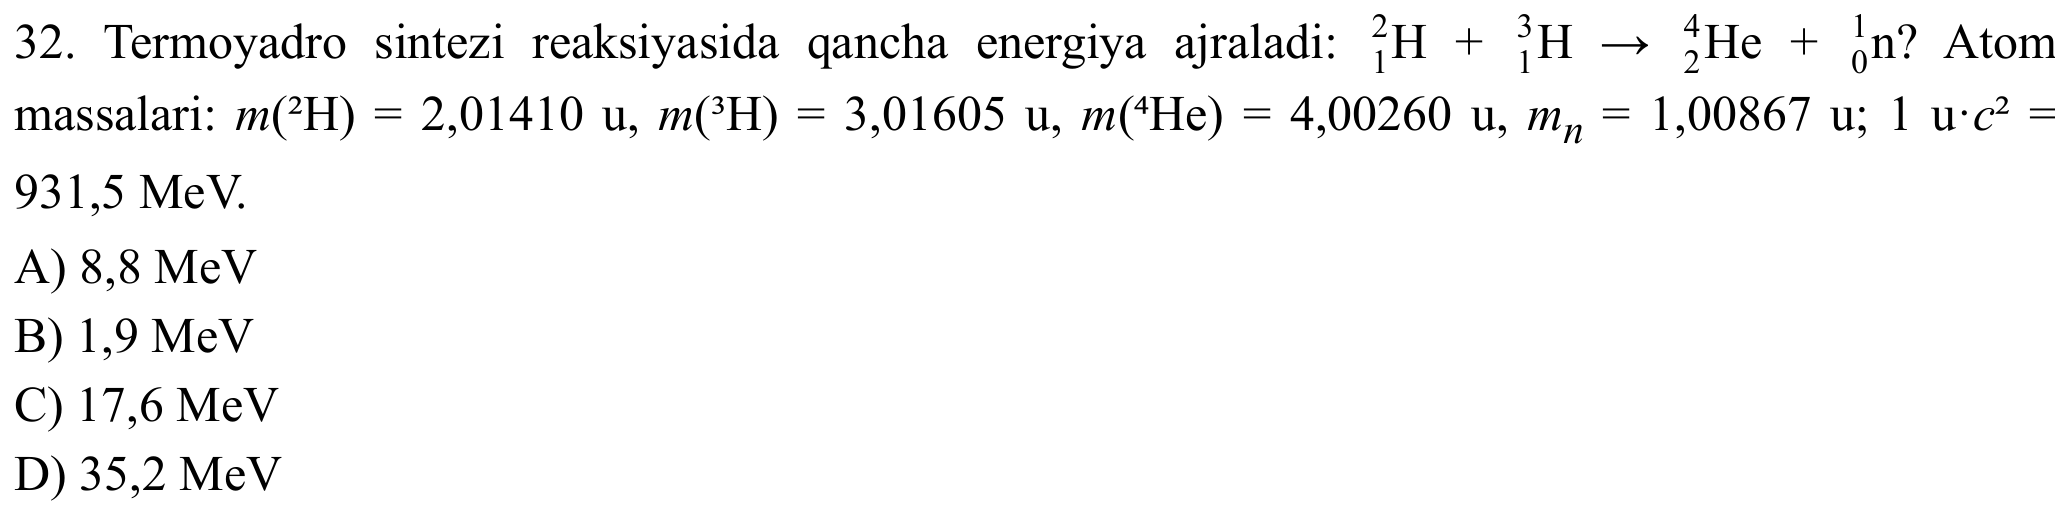 32. Termoyadro sintezi reaksiyasida qancha energiya ajraladi: ²₁H + ³₁H → ⁴₂He + ¹₀n? Atom
massalari: m(²H) = 2,01410 u, m(³H) = 3,01605 u, m(⁴He) = 4,00260 u, mₙ = 1,00867 u; 1 u·c² =
931,5 MeV.
A) 8,8 MeV
B) 1,9 MeV
C) 17,6 MeV
D) 35,2 MeV